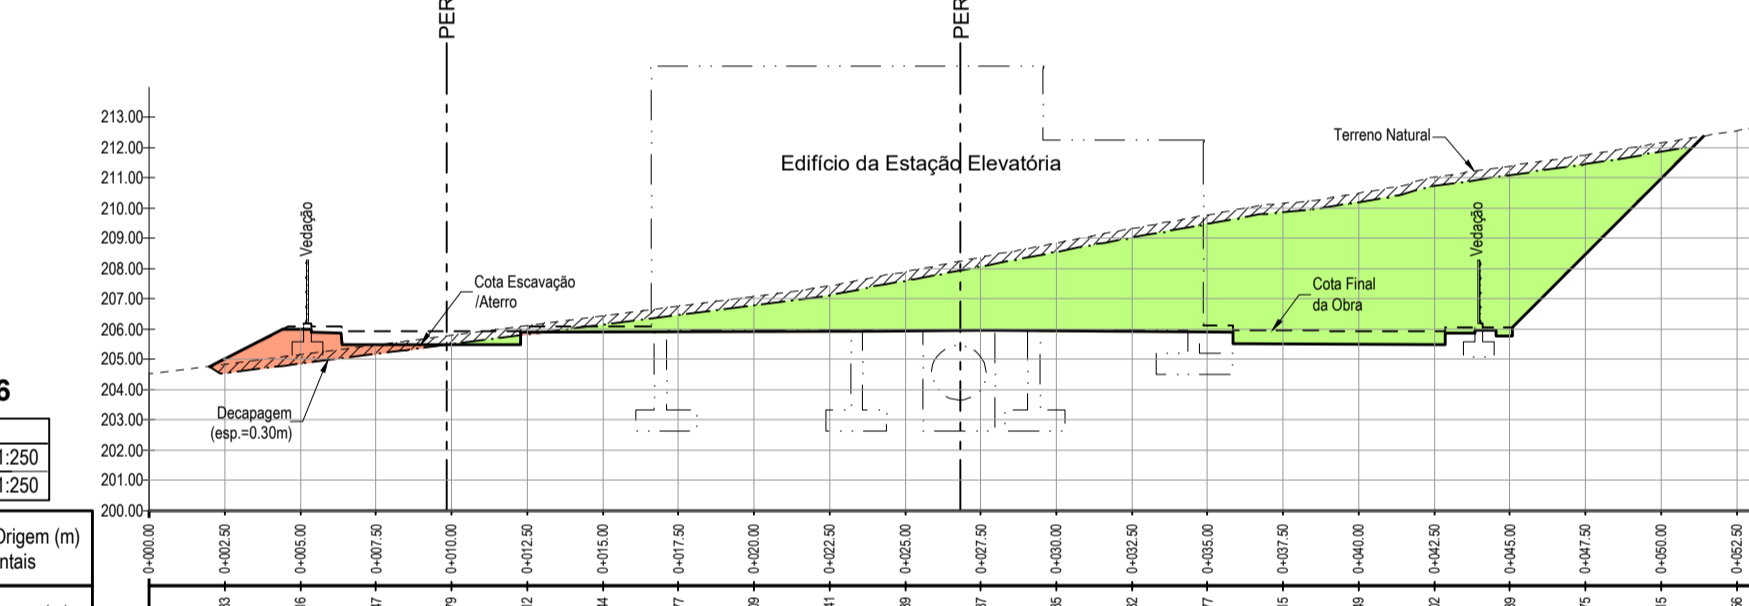 PER
PER
213.00
212.00
211.00
210.00
209.00
208.00
207.00
206.00
205.00
204.00
203.00
202.00
201.00
200.00
Edifício da Estação Elevatória
Terreno Natural
Vedação
Vedação
Cota Escavação
/Aterro
Cota Final
da Obra
Decapagem
(esp.=0.30m)
6
1:250
1:250
Origem (m)
ntais
0+000.00
0+002.50
0+005.00
0+007.50
0+010.00
0+012.50
0+015.00
0+017.50
0+020.00
0+022.50
0+025.00
0+027.50
0+030.00
0+032.50
0+035.00
0+037.50
0+040.00
0+042.50
0+045.00
0+047.50
0+050.00
0+052.50